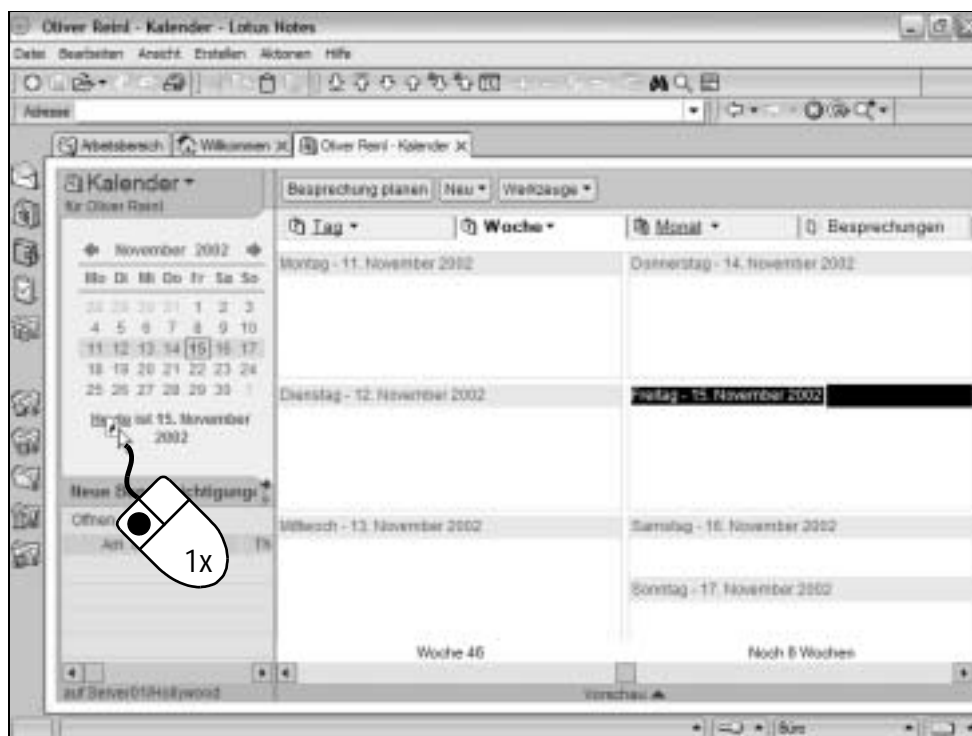 Oliver Reinl - Kalender - Lotus Notes
Datei Bearbeiten Ansicht Erstellen Aktionen Hilfe
Adresse
Arbeitsbereich Willkommen Oliver Reinl - Kalender
Kalender
für Oliver Reinl
Besprechung planen Neu Werkzeuge
Tag Woche Monat Besprechungen
November 2002
Mo Di Mi Do Fr Sa So
28 29 30 31 1 2 3
4 5 6 7 8 9 10
11 12 13 14 15 16 17
18 19 20 21 22 23 24
25 26 27 28 29 30 1
Heute ist 15. November
2002
Neue
Öffnen
Am Th
1x
auf Server01/Hollywood
Montag - 11. November 2002
Dienstag - 12. November 2002
Mittwoch - 13. November 2002
Donnerstag - 14. November 2002
Freitag - 15. November 2002
Samstag - 16. November 2002
Sonntag - 17. November 2002
Woche 46
Noch 8 Wochen
Vorschau
Büro